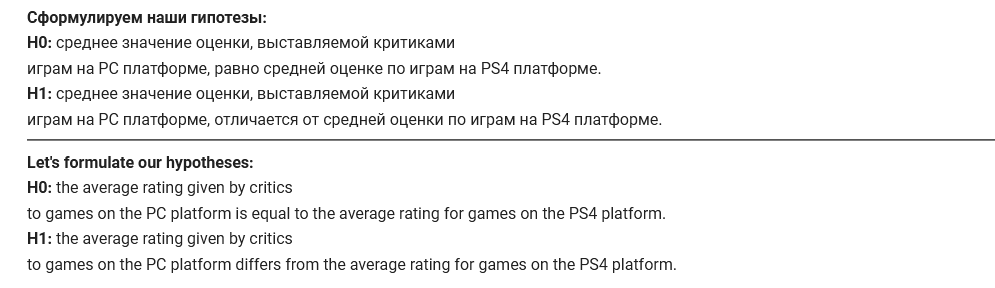 Сформулируем наши гипотезы:
H0: среднее значение оценки, выставляемой критиками
играм на PC платформе, равно средней оценке по играм на PS4 платформе.
H1: среднее значение оценки, выставляемой критиками
играм на PC платформе, отличается от средней оценки по играм на PS4 платформе.
Let's formulate our hypotheses:
H0: the average rating given by critics
to games on the PC platform is equal to the average rating for games on the PS4 platform.
H1: the average rating given by critics
to games on the PC platform differs from the average rating for games on the PS4 platform.